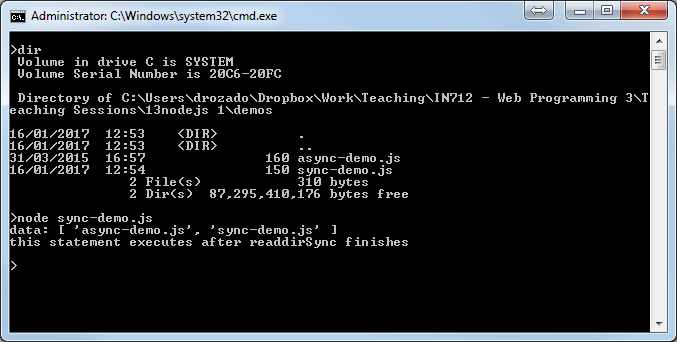 Administrator: C:\Windows\system32\cmd.exe
>dir
 Volume in drive C is SYSTEM
 Volume Serial Number is 20C6-20FC
 Directory of C:\Users\drozado\Dropbox\Work\Teaching\IN712 - Web Programming 3\T
eaching Sessions\13nodejs 1\demos
16/01/2017  12:53    <DIR>          .
16/01/2017  12:53    <DIR>          ..
31/03/2015  16:57               160 async-demo.js
16/01/2017  12:54               150 sync-demo.js
               2 File(s)            310 bytes
               2 Dir(s)  87,295,410,176 bytes free
>node sync-demo.js
data: [ 'async-demo.js', 'sync-demo.js' ]
this statement executes after readdirSync finishes
>